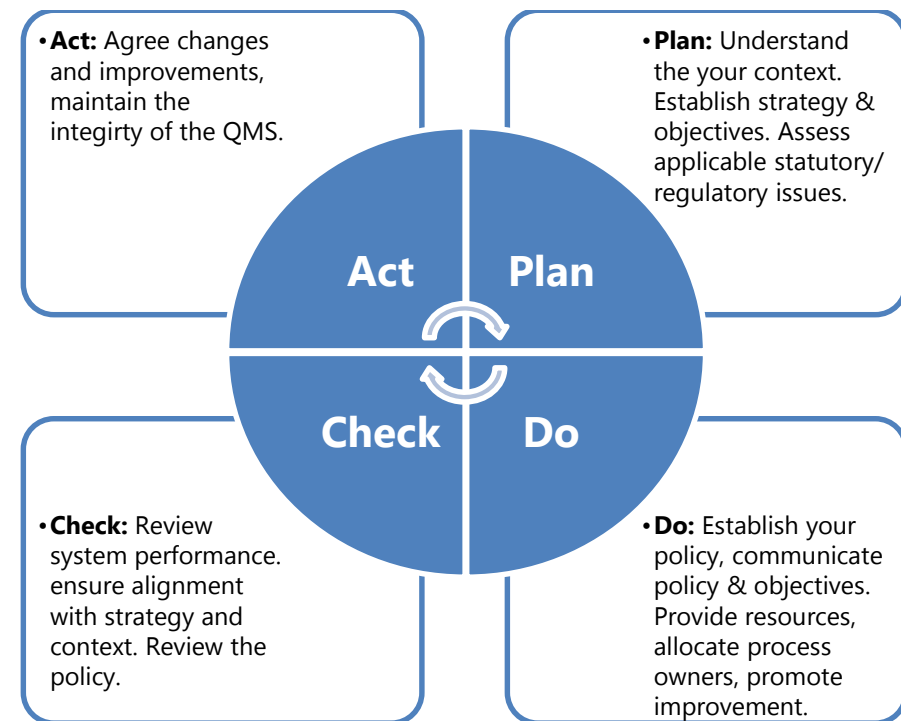 •Act: Agree changes
and improvements,
maintain the
integirty of the QMS.
•Plan: Understand
the your context.
Establish strategy &
objectives. Assess
applicable statutory/
regulatory issues.
Act
Plan
Check
Do
•Check: Review
system performance.
ensure alignment
with strategy and
context. Review the
policy.
•Do: Establish your
policy, communicate
policy & objectives.
Provide resources,
allocate process
owners, promote
improvement.